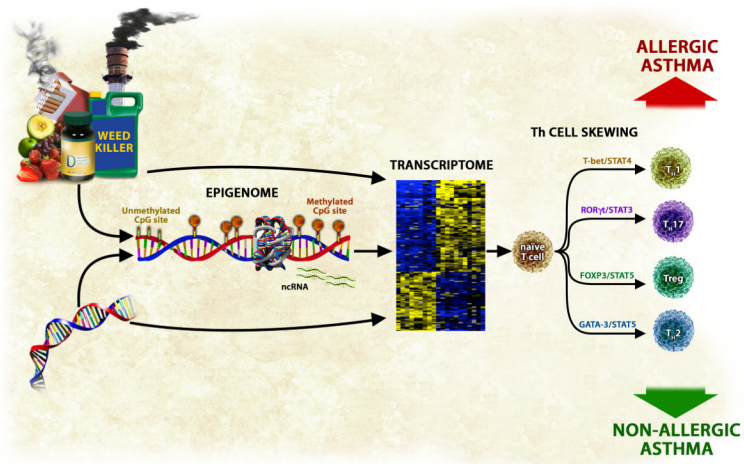 ALLERGIC
ASTHMA
WEED
KILLER
D
Th CELL SKEWING
TRANSCRIPTOME
T-bet/STAT4
TH1
EPIGENOME
Unmethylated
CpG site
Methylated
CpG site
RORγt/STAT3
TH17
naïve
T cell
ncRNA
FOXP3/STAT5
Treg
GATA-3/STAT5
TH2
NON-ALLERGIC
ASTHMA